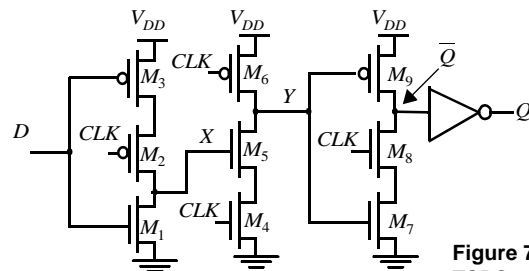 V_DD V_DD V_DD
CLK M_6 Q̅
M_3 M_9
D Y Q
CLK X
M_2 M_5 CLK M_8
M_1 CLK M_4 M_7
Figure 7